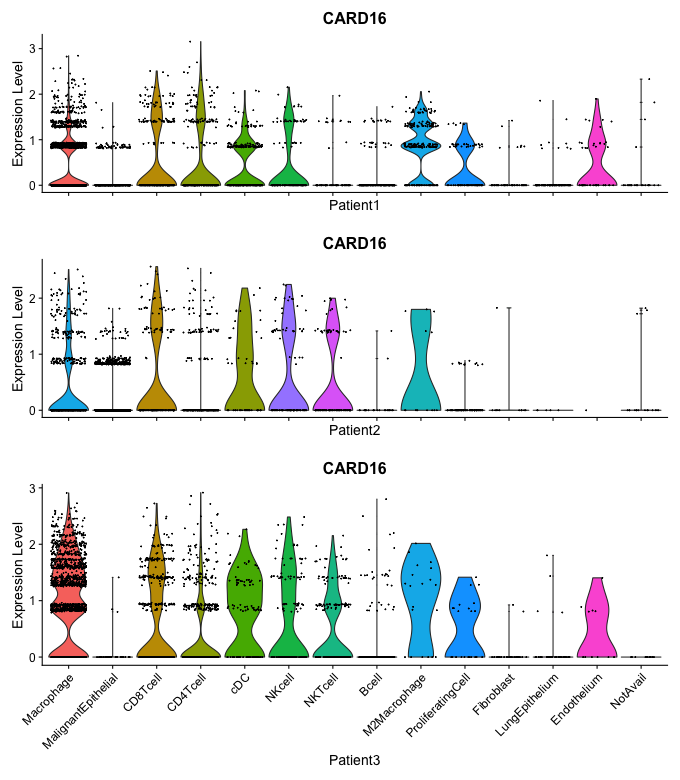 CARD16
Expression Level
3
2
1
0
Patient1
CARD16
Expression Level
2
1
0
Patient2
CARD16
Expression Level
3
2
1
0
Macrophage
MalignantEpithelial
CD8Tcell
CD4Tcell
cDC
NKcell
NKTcell
Bcell
M2Macrophage
ProliferatingCell
Fibroblast
LungEpithelium
Endothelium
NotAvail
Patient3